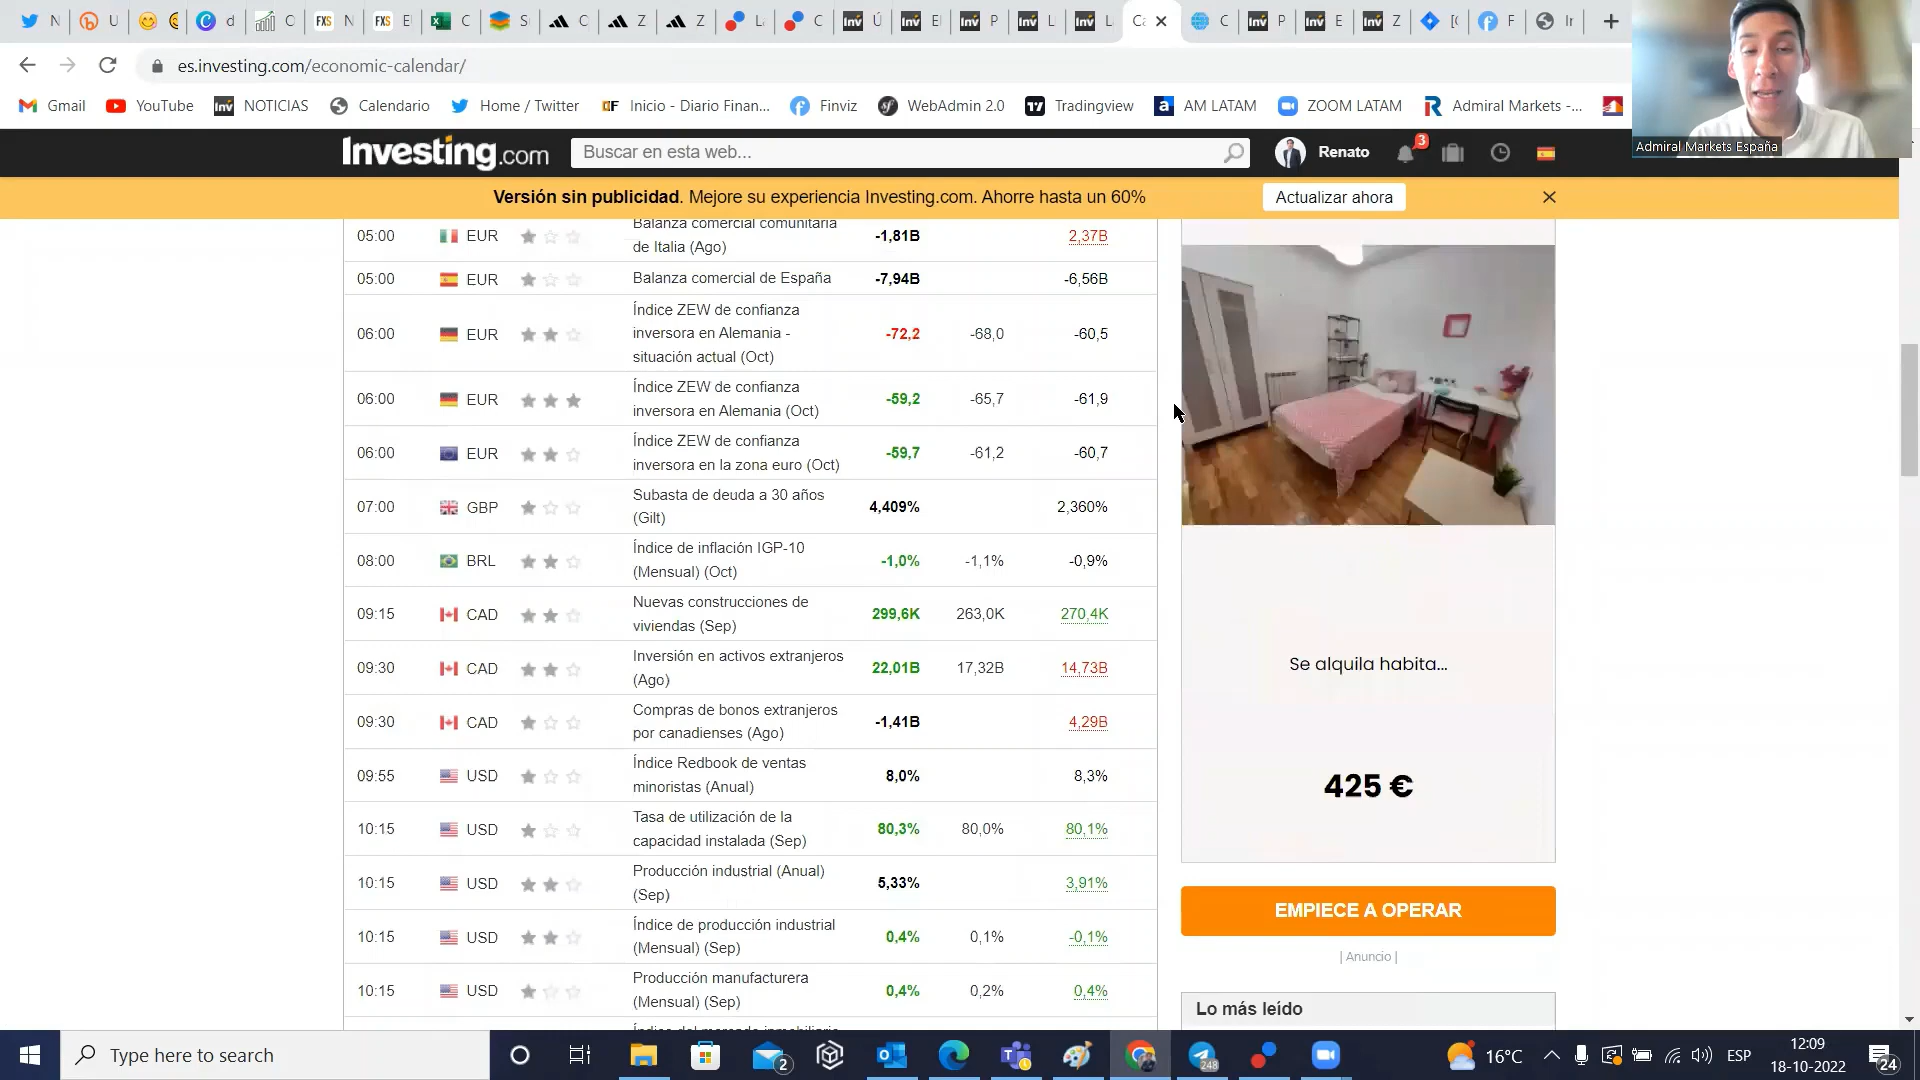 N
U
d
C
N
E
C
S
C
Z
Z
L
C
Ú
E
P
L
L
C
C
P
E
Z
F
Ir
es.investing.com/economic-calendar/
Gmail YouTube Inv NOTICIAS Calendario Home / Twitter DF Inicio - Diario Finan... Finviz WebAdmin 2.0 Tradingview AM LATAM ZOOM LATAM Admiral Markets -...
Admiral Markets España
Investing.com
Buscar en esta web...
Renato
3
Versión sin publicidad. Mejore su experiencia Investing.com. Ahorre hasta un 60%
Actualizar ahora
05:00 EUR Balanza comercial comunitaria -1,81B 2,37B
de Italia (Ago)
05:00 EUR Balanza comercial de España -7,94B -6,56B
Índice ZEW de confianza
06:00 EUR inversora en Alemania - -72,2 -68,0 -60,5
situación actual (Oct)
06:00 EUR Índice ZEW de confianza -59,2 -65,7 -61,9
inversora en Alemania (Oct)
06:00 EUR Índice ZEW de confianza -59,7 -61,2 -60,7
inversora en la zona euro (Oct)
07:00 GBP Subasta de deuda a 30 años 4,409% 2,360%
(Gilt)
08:00 BRL Índice de inflación IGP-10 -1,0% -1,1% -0,9%
(Mensual) (Oct)
09:15 CAD Nuevas construcciones de 299,6K 263,0K 270,4K
viviendas (Sep)
09:30 CAD Inversión en activos extranjeros 22,01B 17,32B 14,73B
(Ago)
09:30 CAD Compras de bonos extranjeros -1,41B 4,29B
por canadienses (Ago)
09:55 USD Índice Redbook de ventas 8,0% 8,3%
minoristas (Anual)
10:15 USD Tasa de utilización de la 80,3% 80,0% 80,1%
capacidad instalada (Sep)
10:15 USD Producción industrial (Anual) 5,33% 3,91%
(Sep)
10:15 USD Índice de producción industrial 0,4% 0,1% -0,1%
(Mensual) (Sep)
10:15 USD Producción manufacturera 0,4% 0,2% 0,4%
(Mensual) (Sep)
Se alquila habita...
425 €
EMPIECE A OPERAR
| Anuncio |
Lo más leído
Type here to search
2
248
16°C
ESP
12:09
18-10-2022
24